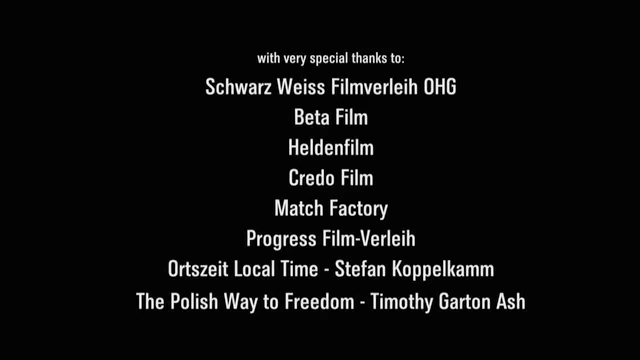 with very special thanks to:
Schwarz Weiss Filmverleih OHG
Beta Film
Heldenfilm
Credo Film
Match Factory
Progress Film-Verleih
Ortszeit Local Time - Stefan Koppelkamm
The Polish Way to Freedom - Timothy Garton Ash